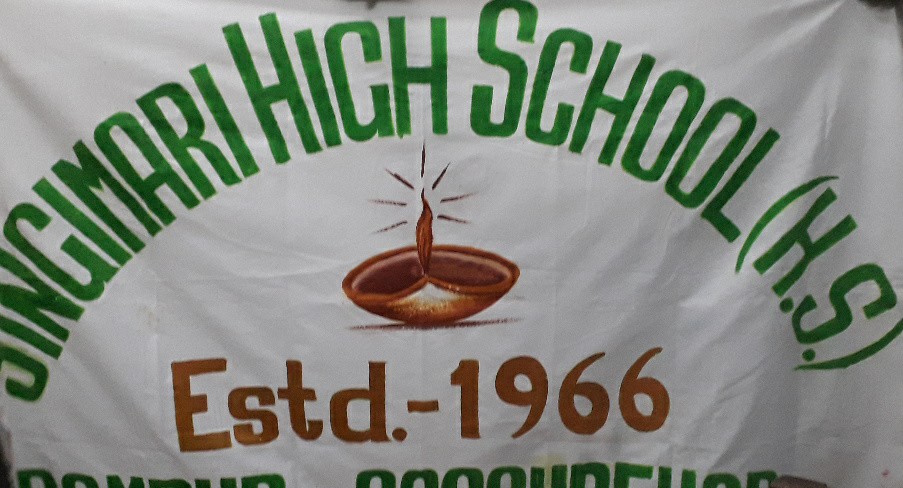 SINGIMARI HIGH SCHOOL (H.S.)
Estd.-1966